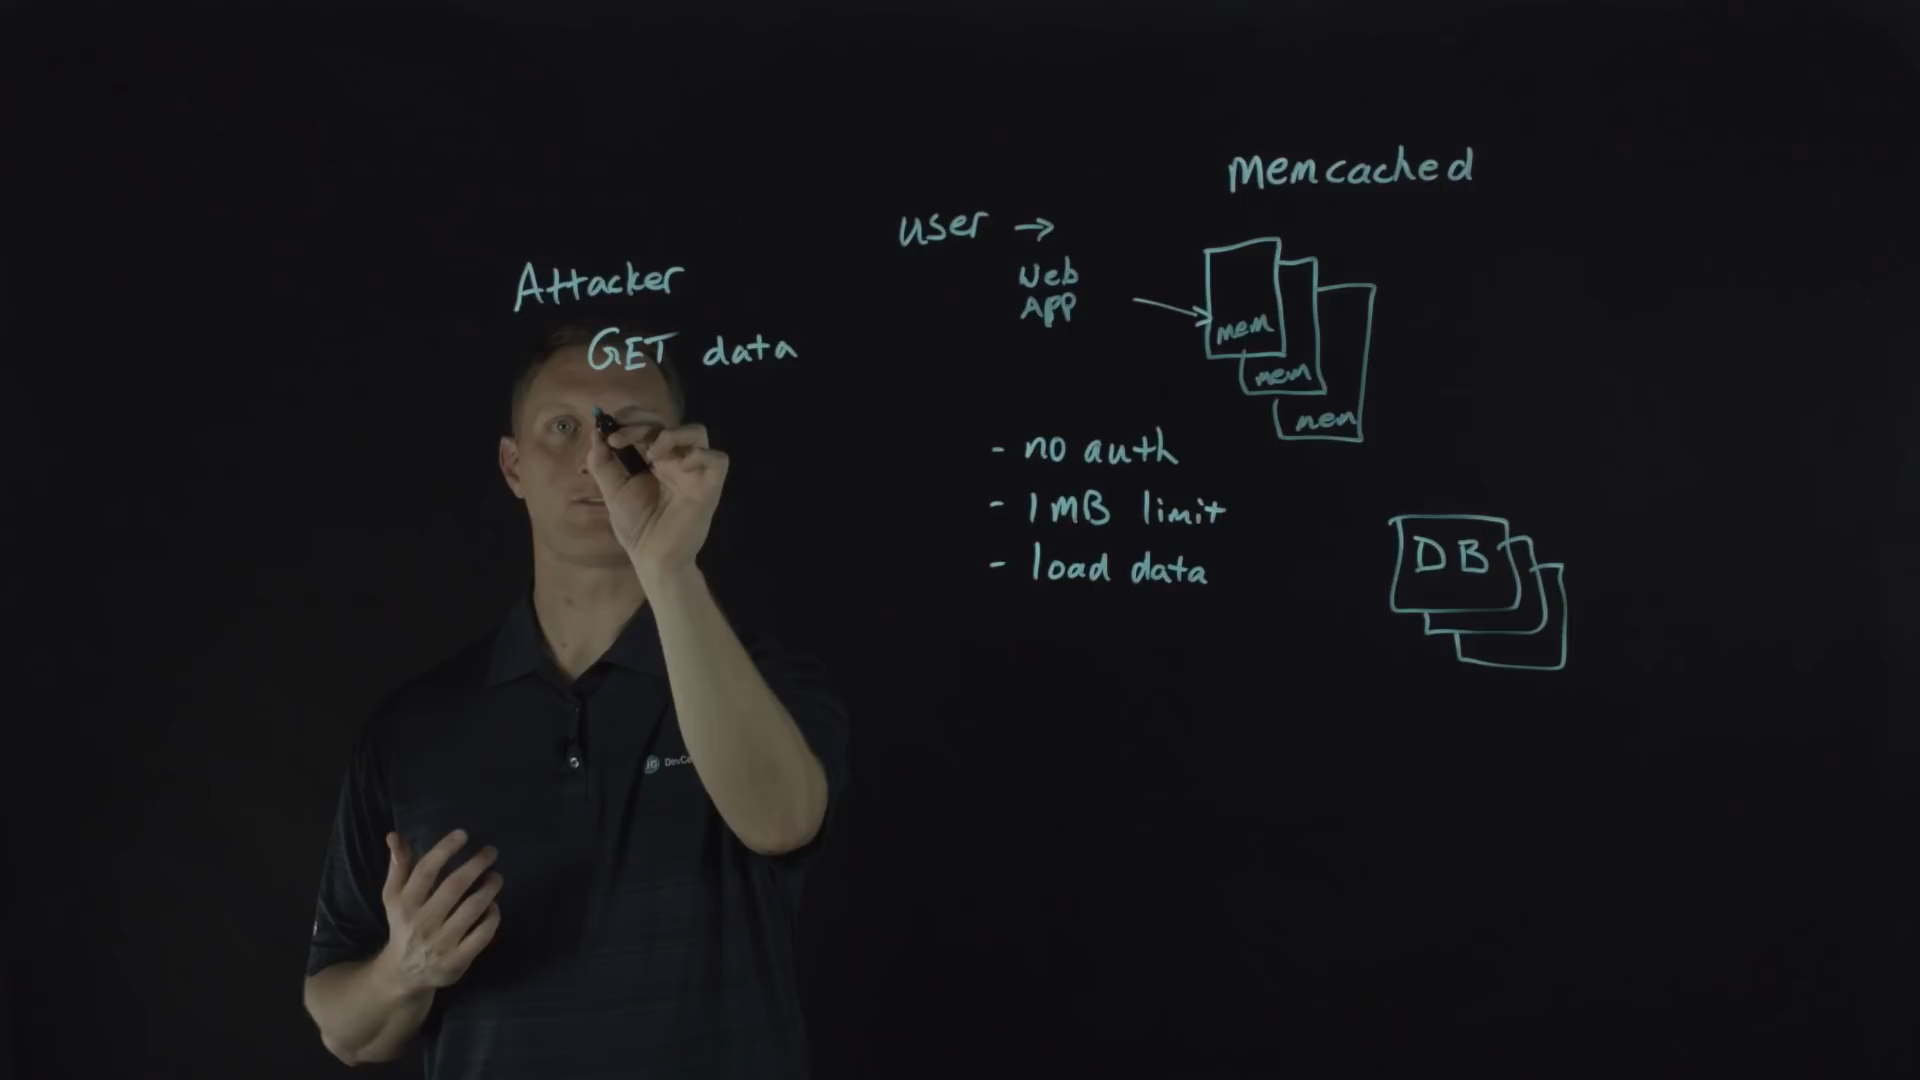 memcached
user →
Web
App
Attacker
GET data
mem
mem
mem
- no auth
- 1MB limit
- load data
DB